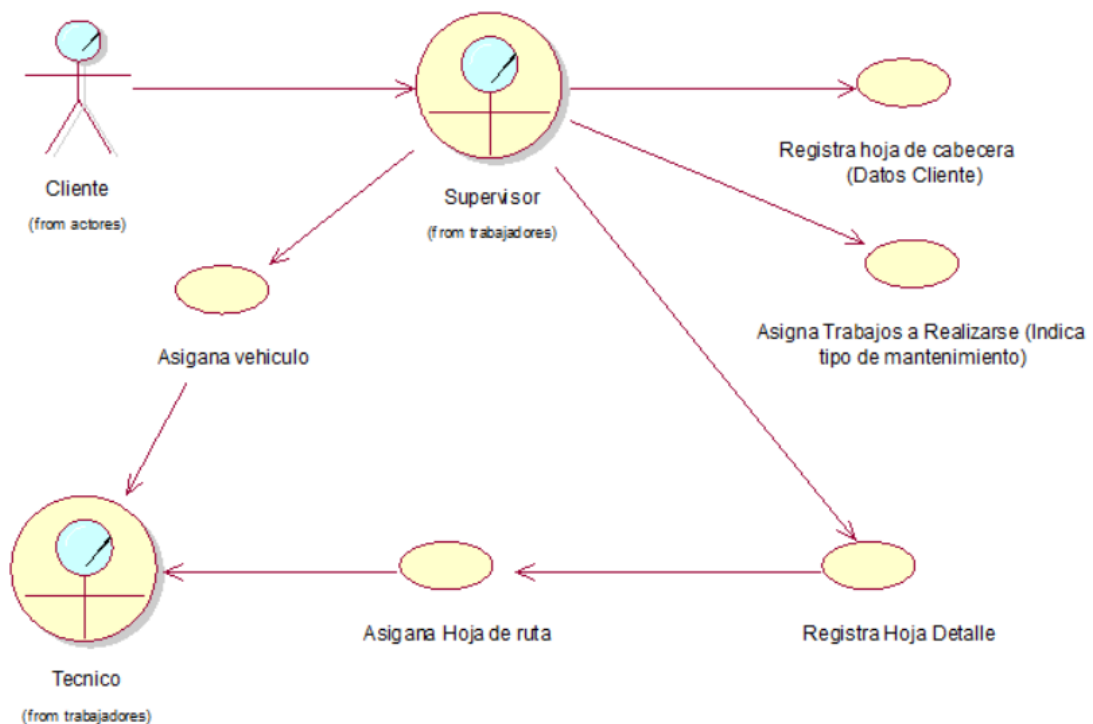 Cliente
(from actores)
Supervisor
(from trabajadores)
Registra hoja de cabecera
(Datos Cliente)
Asigna Trabajos a Realizarse (Indica
tipo de mantenimiento)
Asigana vehiculo
Tecnico
(from trabajadores)
Asigana Hoja de ruta
Registra Hoja Detalle